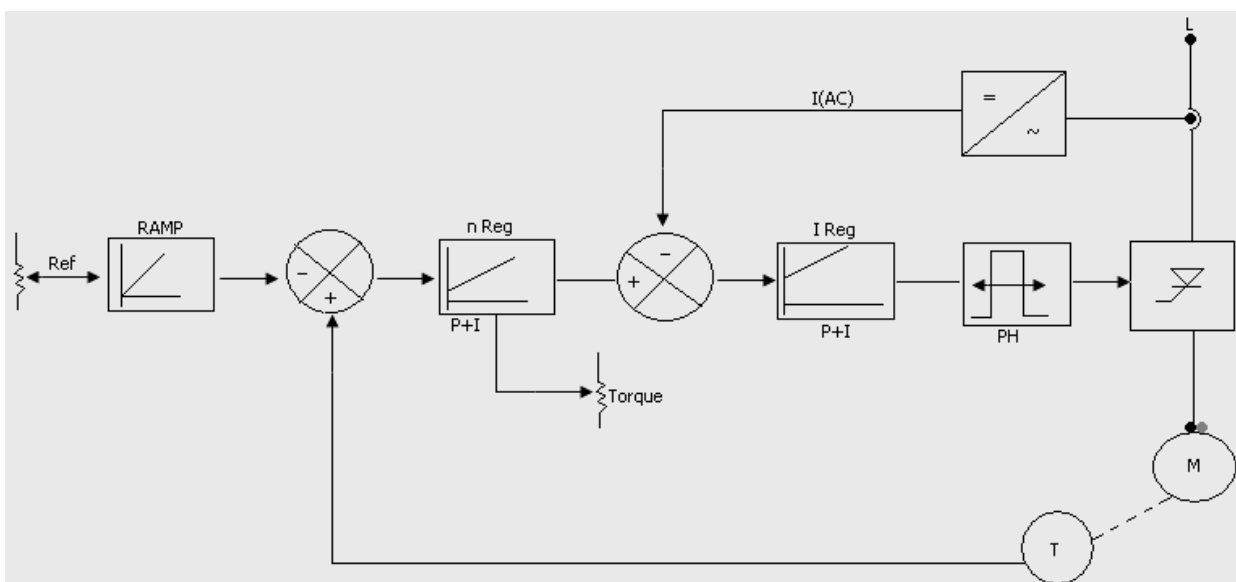 L
I(AC)
=
~
RAMP
n Reg
I Reg
Ref
−
+
−
+
P+I
P+I
PH
Torque
M
T